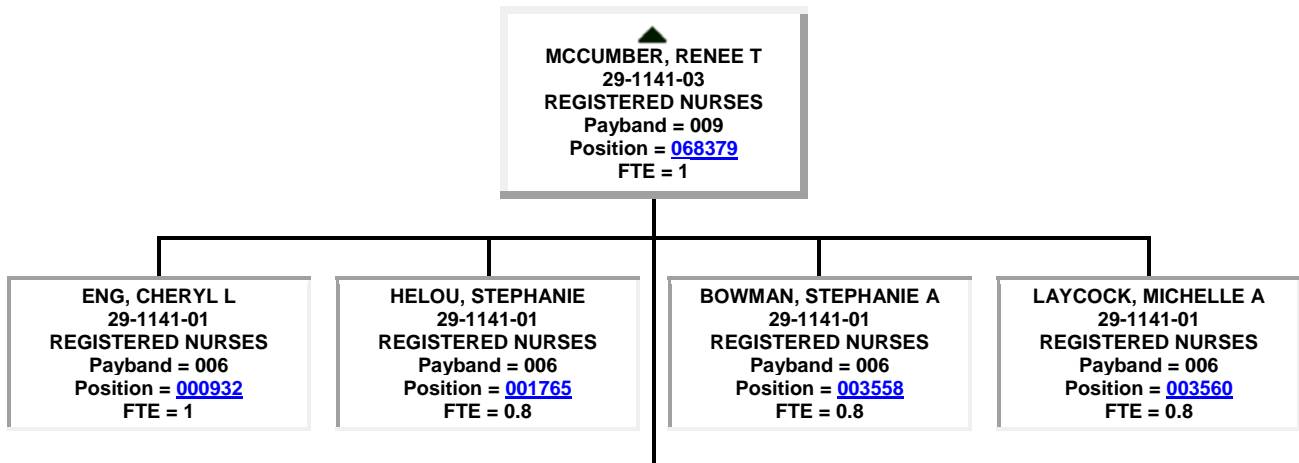 MCCUMBER, RENEE T
29-1141-03
REGISTERED NURSES
Payband = 009
Position = 068379
FTE = 1
ENG, CHERYL L
29-1141-01
REGISTERED NURSES
Payband = 006
Position = 000932
FTE = 1
HELOU, STEPHANIE
29-1141-01
REGISTERED NURSES
Payband = 006
Position = 001765
FTE = 0.8
BOWMAN, STEPHANIE A
29-1141-01
REGISTERED NURSES
Payband = 006
Position = 003558
FTE = 0.8
LAYCOCK, MICHELLE A
29-1141-01
REGISTERED NURSES
Payband = 006
Position = 003560
FTE = 0.8